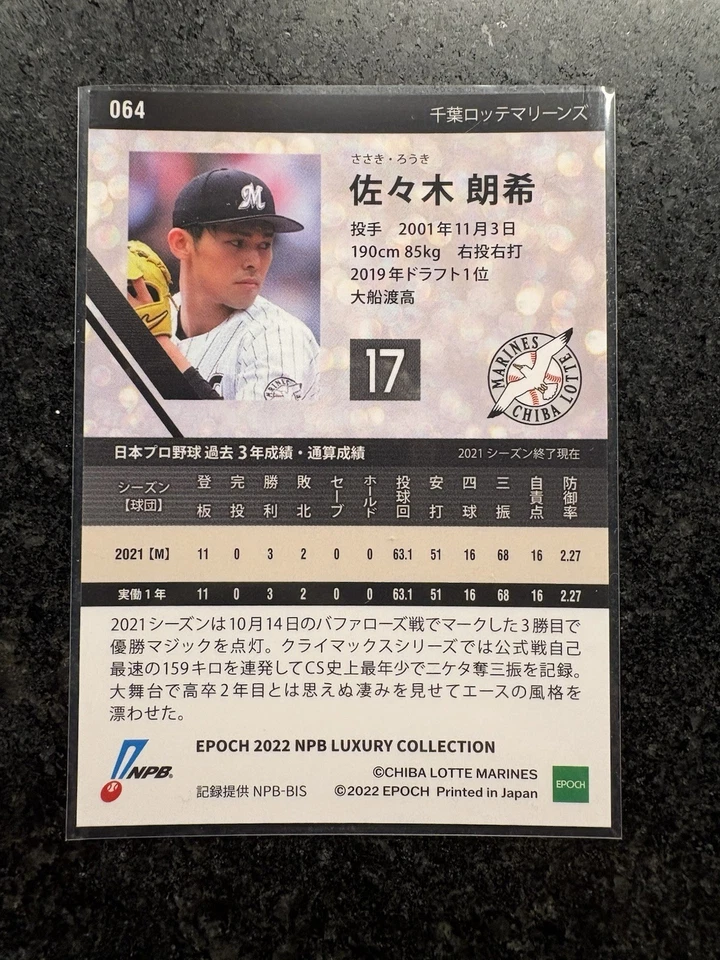 064 千葉ロッテマリーンズ
ささき・ろうき
佐々木 朗希
投手 2001年11月3日
190cm 85kg 右投右打
2019年ドラフト1位
大船渡高
M
17
MARINES
CHIBA LOTTE
日本プロ野球 過去3年成績・通算成績 2021 シーズン終了現在
シーズン【球団】 登板 完投 勝利 敗北 セーブ ホールド 投球回 安打 四球 三振 自責点 防御率
2021【M】 11 0 3 2 0 0 63.1 51 16 68 16 2.27
実働1年 11 0 3 2 0 0 63.1 51 16 68 16 2.27
2021シーズンは10月14日のバファローズ戦でマークした3勝目で
優勝マジックを点灯。クライマックスシリーズでは公式戦自己
最速の159キロを連発してCS史上最年少で二ケタ奪三振を記録。
大舞台で高卒2年目とは思えぬ凄みを見せてエースの風格を
漂わせた。
NPB
EPOCH 2022 NPB LUXURY COLLECTION
©CHIBA LOTTE MARINES
記録提供 NPB-BIS ©2022 EPOCH Printed in Japan
EPOCH